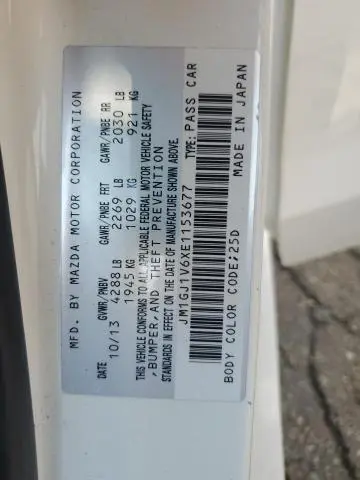 MFD. BY MAZDA MOTOR CORPORATION
DATE GVWR/PNBV GAWR/PNBE FRT GAWR/PNBE RR
10/13 4288 LB 2269 LB 2030 LB
1945 KG 1029 KG 921 KG
THIS VEHICLE CONFORMS TO ALL APPLICABLE FEDERAL MOTOR VEHICLE SAFETY
,BUMPER,AND THEFT PREVENTION
STANDARDS IN EFFECT ON THE DATE OF MANUFACTURE SHOWN ABOVE.
JM1GJ1V6XE1153677 TYPE: PASS CAR
BODY COLOR CODE;25D MADE IN JAPAN